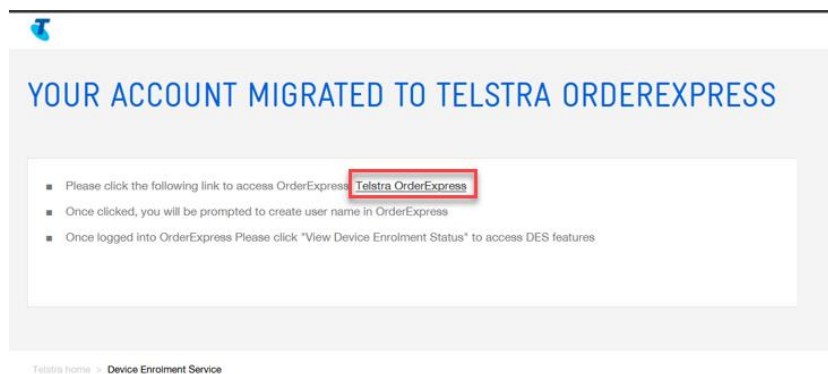 YOUR ACCOUNT MIGRATED TO TELSTRA ORDEREXPRESS
Please click the following link to access OrderExpress Telstra OrderExpress
Once clicked, you will be prompted to create user name in OrderExpress
Once logged into OrderExpress Please click "View Device Enrolment Status" to access DES features
Telstra home > Device Enrolment Service